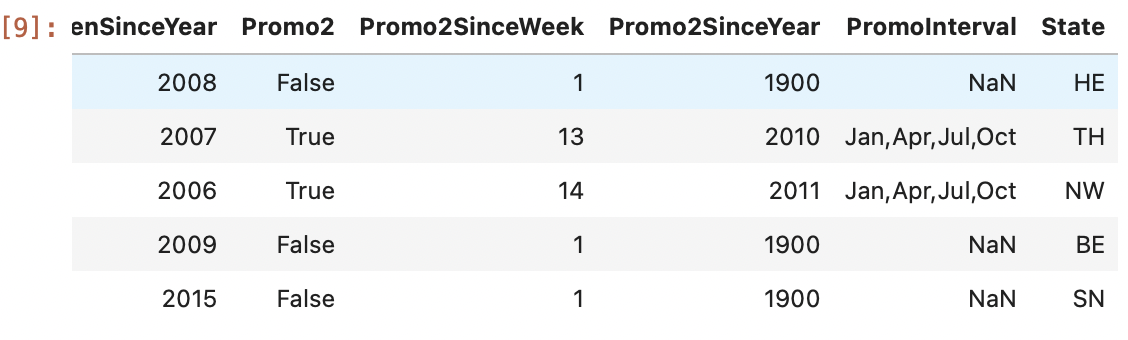 [9]: enSinceYear Promo2 Promo2SinceWeek Promo2SinceYear PromoInterval State
2008 False 1 1900 NaN HE
2007 True 13 2010 Jan,Apr,Jul,Oct TH
2006 True 14 2011 Jan,Apr,Jul,Oct NW
2009 False 1 1900 NaN BE
2015 False 1 1900 NaN SN